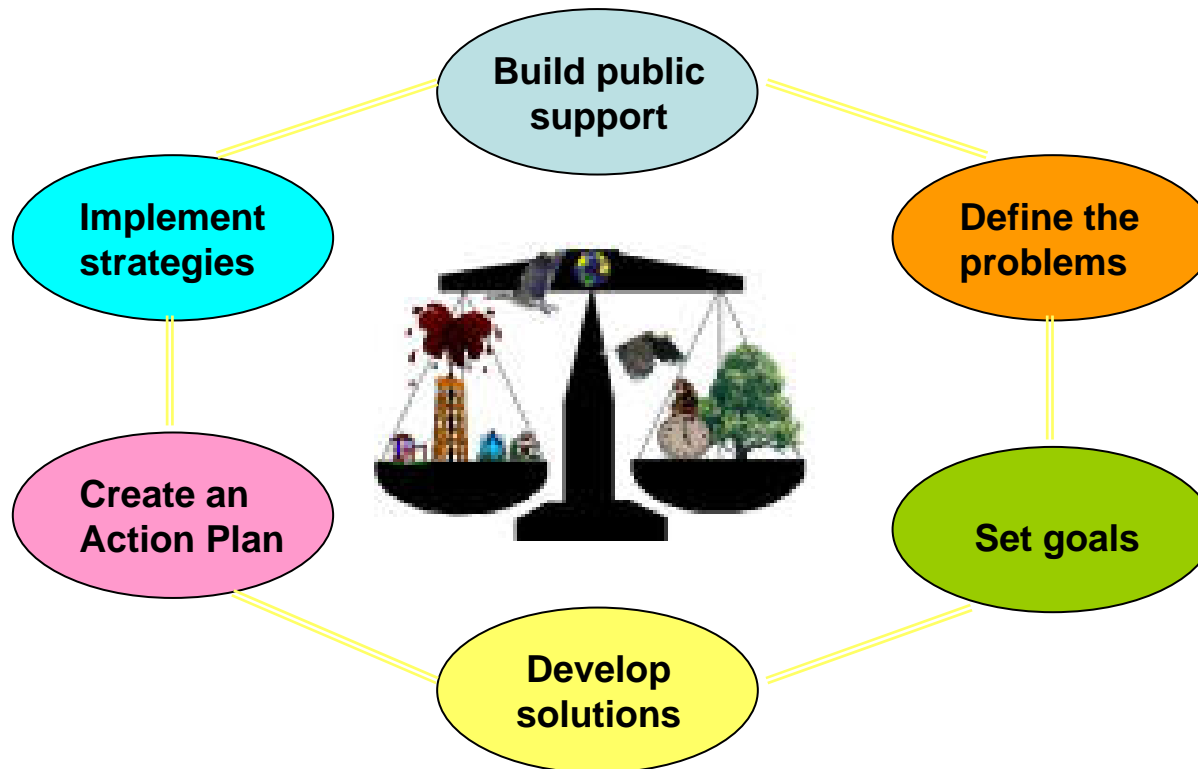 Build public
support
Define the
problems
Set goals
Develop
solutions
Create an
Action Plan
Implement
strategies